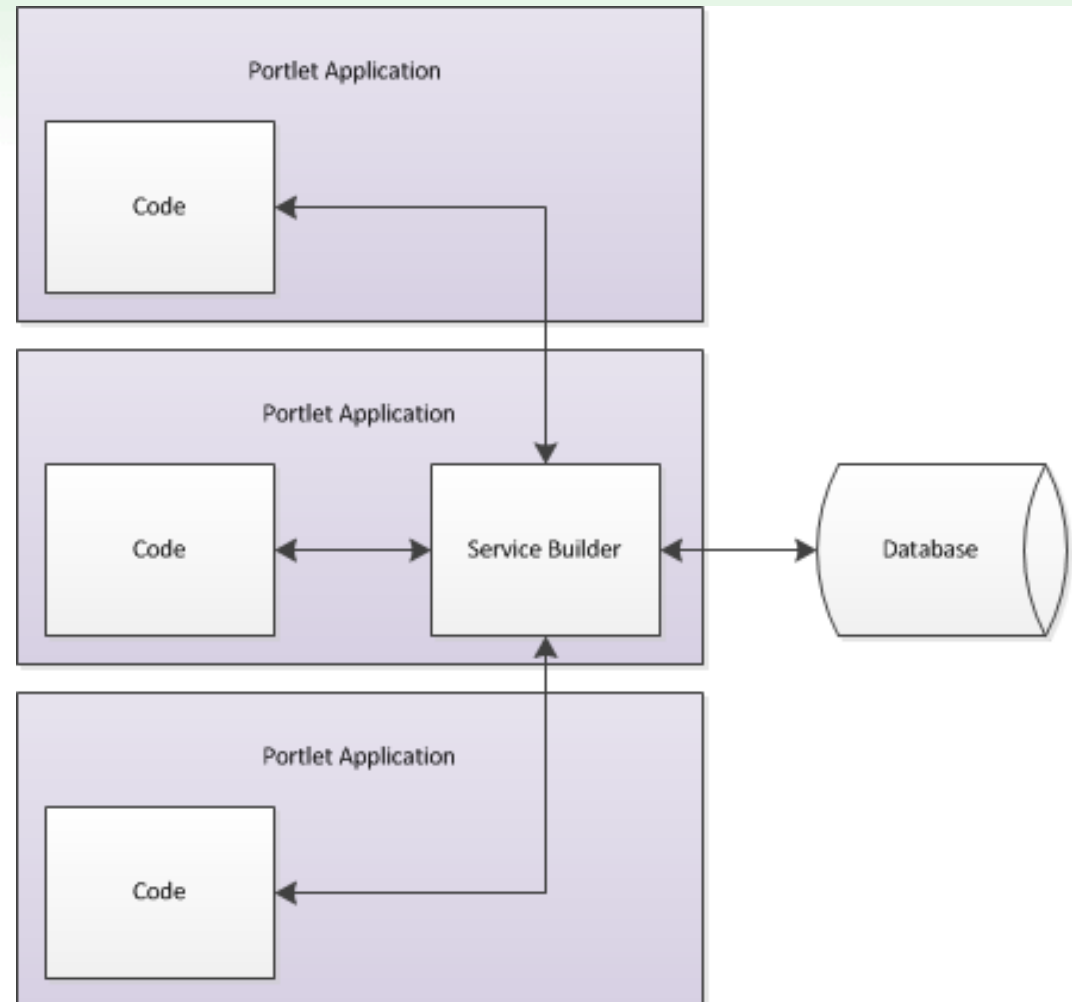 Portlet Application
Code
Portlet Application
Code
Service Builder
Database
Portlet Application
Code